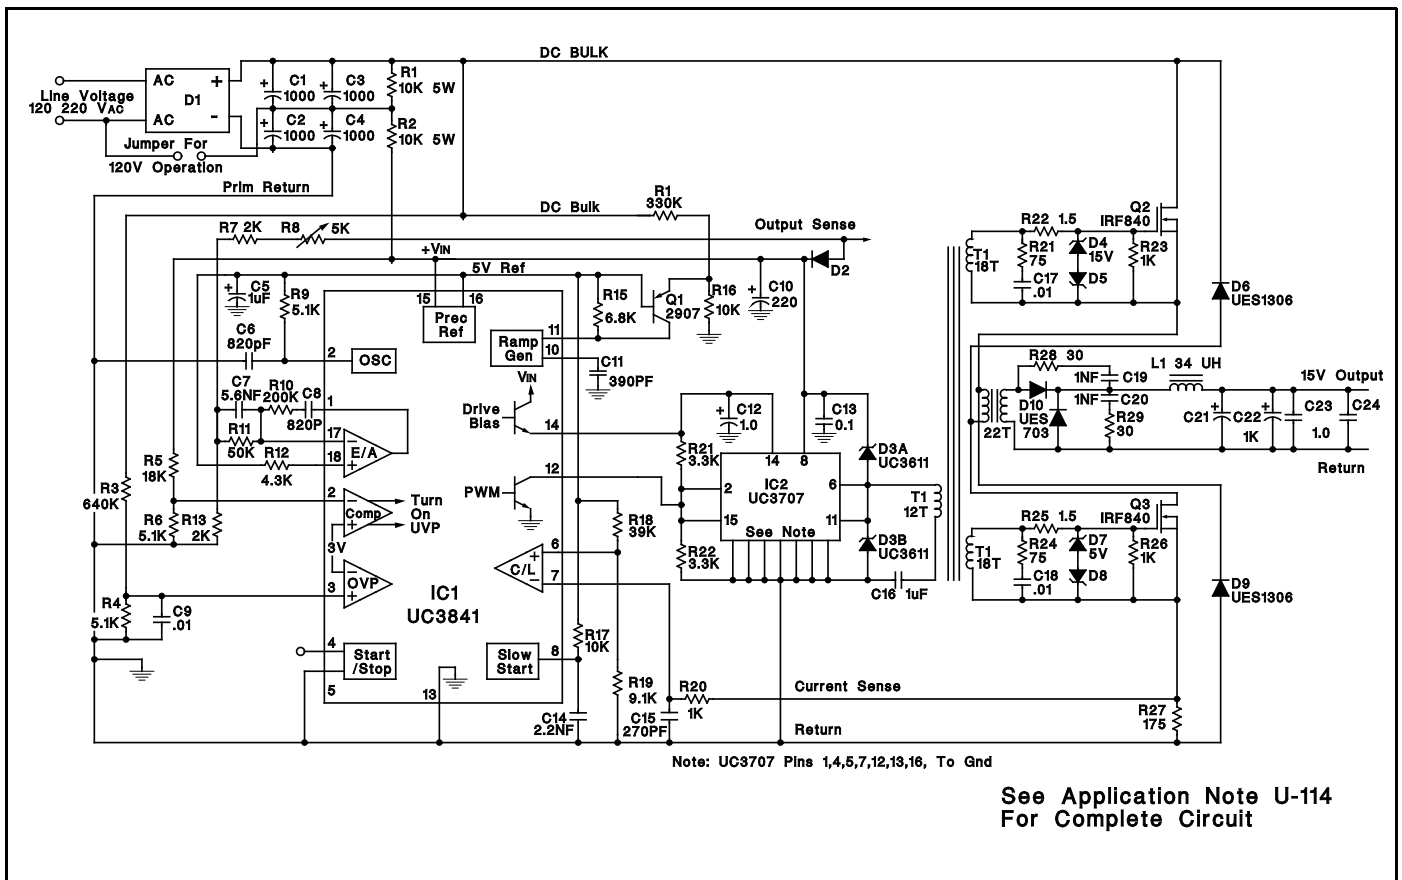 DC BULK
AC
AC
+
-
D1
Line Voltage
120 220 VAC
Jumper For
120V Operation
+
C1
1000
+
C3
1000
+
C2
1000
+
C4
1000
R1
10K 5W
R2
10K 5W
Prim Return
DC Bulk
R1
330K
R7 2K
R8
5K
Output Sense
+VIN
5V Ref
D2
+
C5
1uF
R9
5.1K
15
16
Prec
Ref
R15
6.8K
Q1
2907
R16
10K
+
C10
220
C6
820pF
2
OSC
Ramp
Gen
11
10
C11
390PF
C7
5.6NF
R10
200K
C8
820P
1
R11
50K
17
18
E/A
−
+
R12
4.3K
VIN
Drive
Bias
14
PWM
12
R5
18K
R3
640K
R6
5.1K
R13
2K
2
Comp
−
+
Turn
On
UVP
3V
3
OVP
−
+
R4
5.1K
C9
.01
IC1
UC3841
C/L
+
−
6
7
4
Start
/Stop
5
13
Slow
Start
8
R17
10K
R18
39K
R19
9.1K
C14
2.2NF
C15
270PF
R20
1K
Current Sense
Return
R21
3.3K
R22
3.3K
+
C12
1.0
C13
0.1
14
8
IC2
UC3707
2
15
6
11
See Note
D3A
UC3611
D3B
UC3611
C16
1uF
T1
12T
T1
18T
R22 1.5
R21
75
C17
.01
D4
15V
D5
R23
1K
Q2
IRF840
D6
UES1306
R28 30
1NF
C19
1NF
C20
R29
30
D10
UES
703
22T
L1 34 UH
15V Output
C21
+
C22
+
1K
C23
1.0
C24
Return
Q3
IRF840
T1
18T
R25 1.5
R24
75
C18
.01
D7
5V
D8
R26
1K
D9
UES1306
R27
175
Note: UC3707 Pins 1,4,5,7,12,13,16, To Gnd
See Application Note U-114
For Complete Circuit